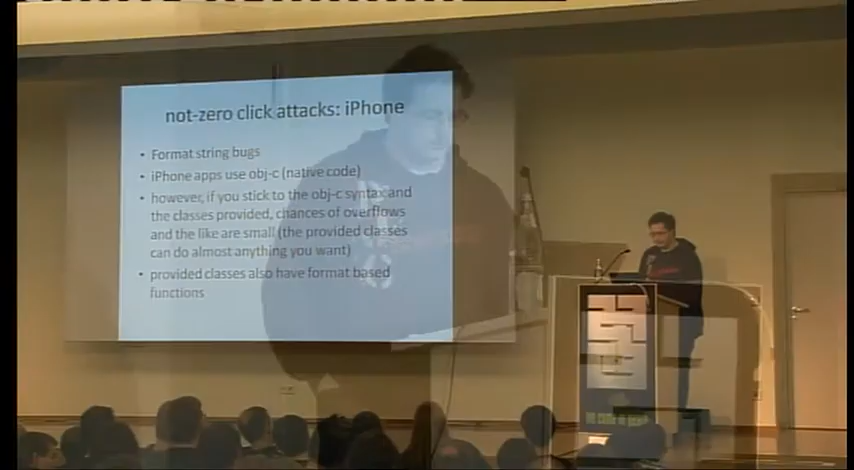 not-zero click attacks: iPhone
• Format string bugs
• iPhone apps use obj-c (native code)
• however, if you stick to the obj-c syntax and
the classes provided, chances of overflows
and the like are small (the provided classes
can do almost anything you want)
• provided classes also have format based
functions